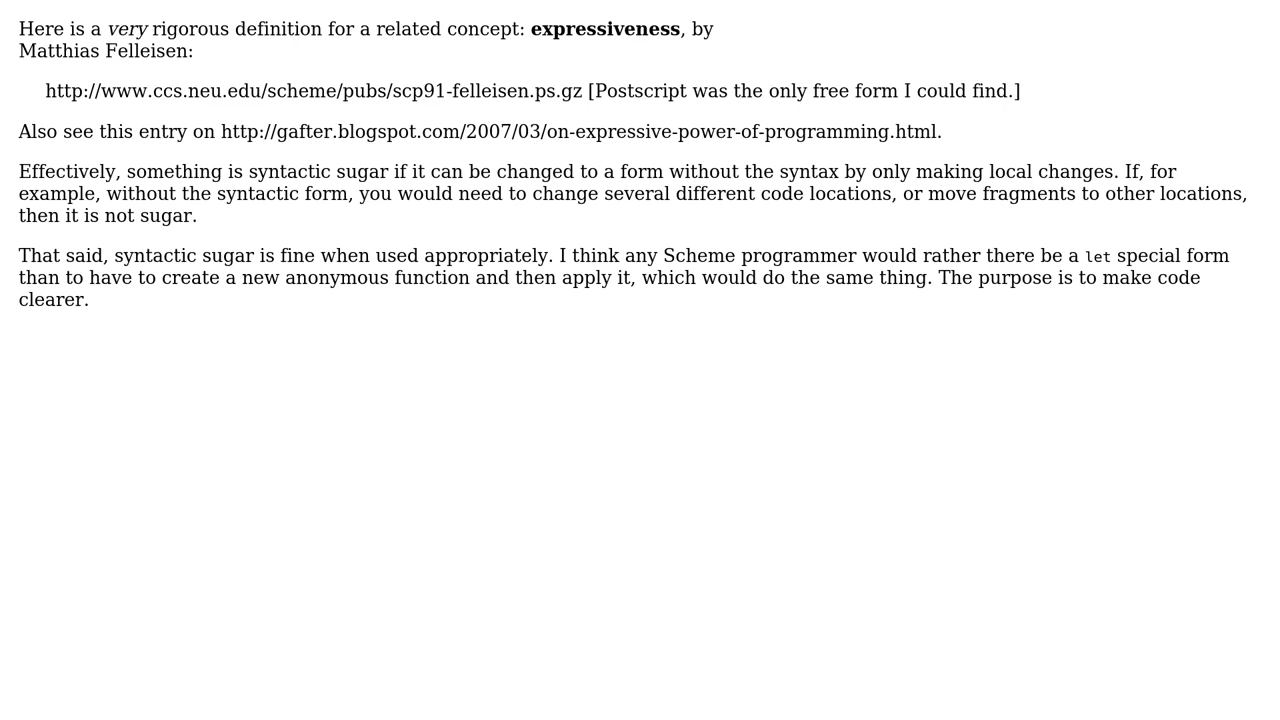 Here is a very rigorous definition for a related concept: expressiveness, by
Matthias Felleisen:
http://www.ccs.neu.edu/scheme/pubs/scp91-felleisen.ps.gz [Postscript was the only free form I could find.]
Also see this entry on http://gafter.blogspot.com/2007/03/on-expressive-power-of-programming.html.
Effectively, something is syntactic sugar if it can be changed to a form without the syntax by only making local changes. If, for
example, without the syntactic form, you would need to change several different code locations, or move fragments to other locations,
then it is not sugar.
That said, syntactic sugar is fine when used appropriately. I think any Scheme programmer would rather there be a let special form
than to have to create a new anonymous function and then apply it, which would do the same thing. The purpose is to make code
clearer.